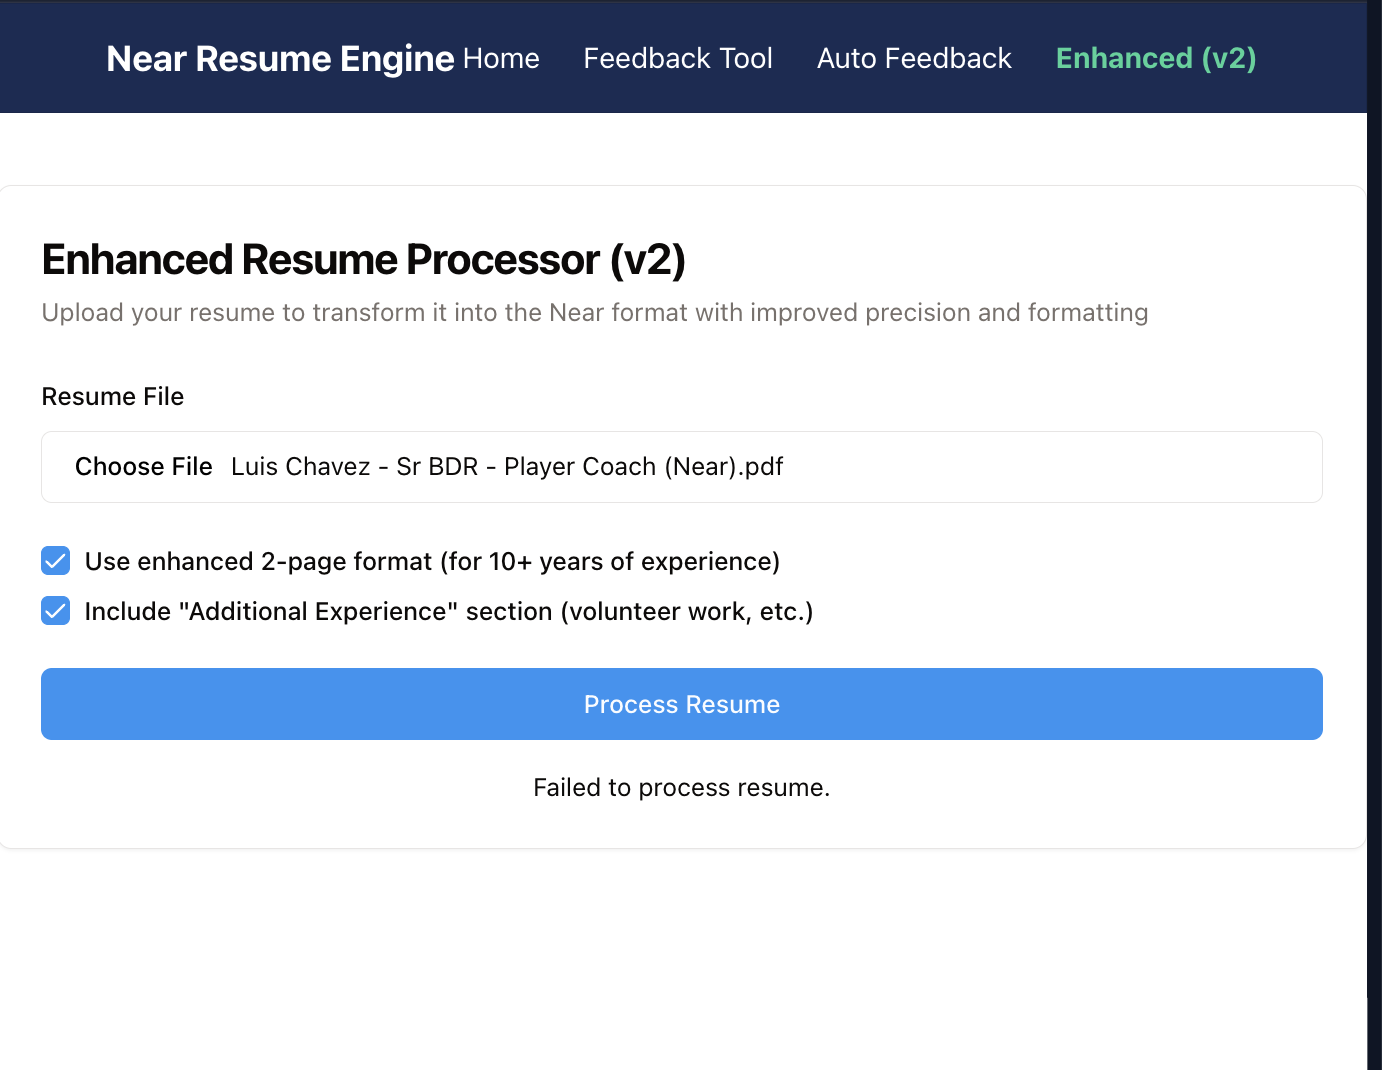 Near Resume Engine Home Feedback Tool Auto Feedback Enhanced (v2)
Enhanced Resume Processor (v2)
Upload your resume to transform it into the Near format with improved precision and formatting
Resume File
Choose File Luis Chavez - Sr BDR - Player Coach (Near).pdf
Use enhanced 2-page format (for 10+ years of experience)
Include "Additional Experience" section (volunteer work, etc.)
Process Resume
Failed to process resume.